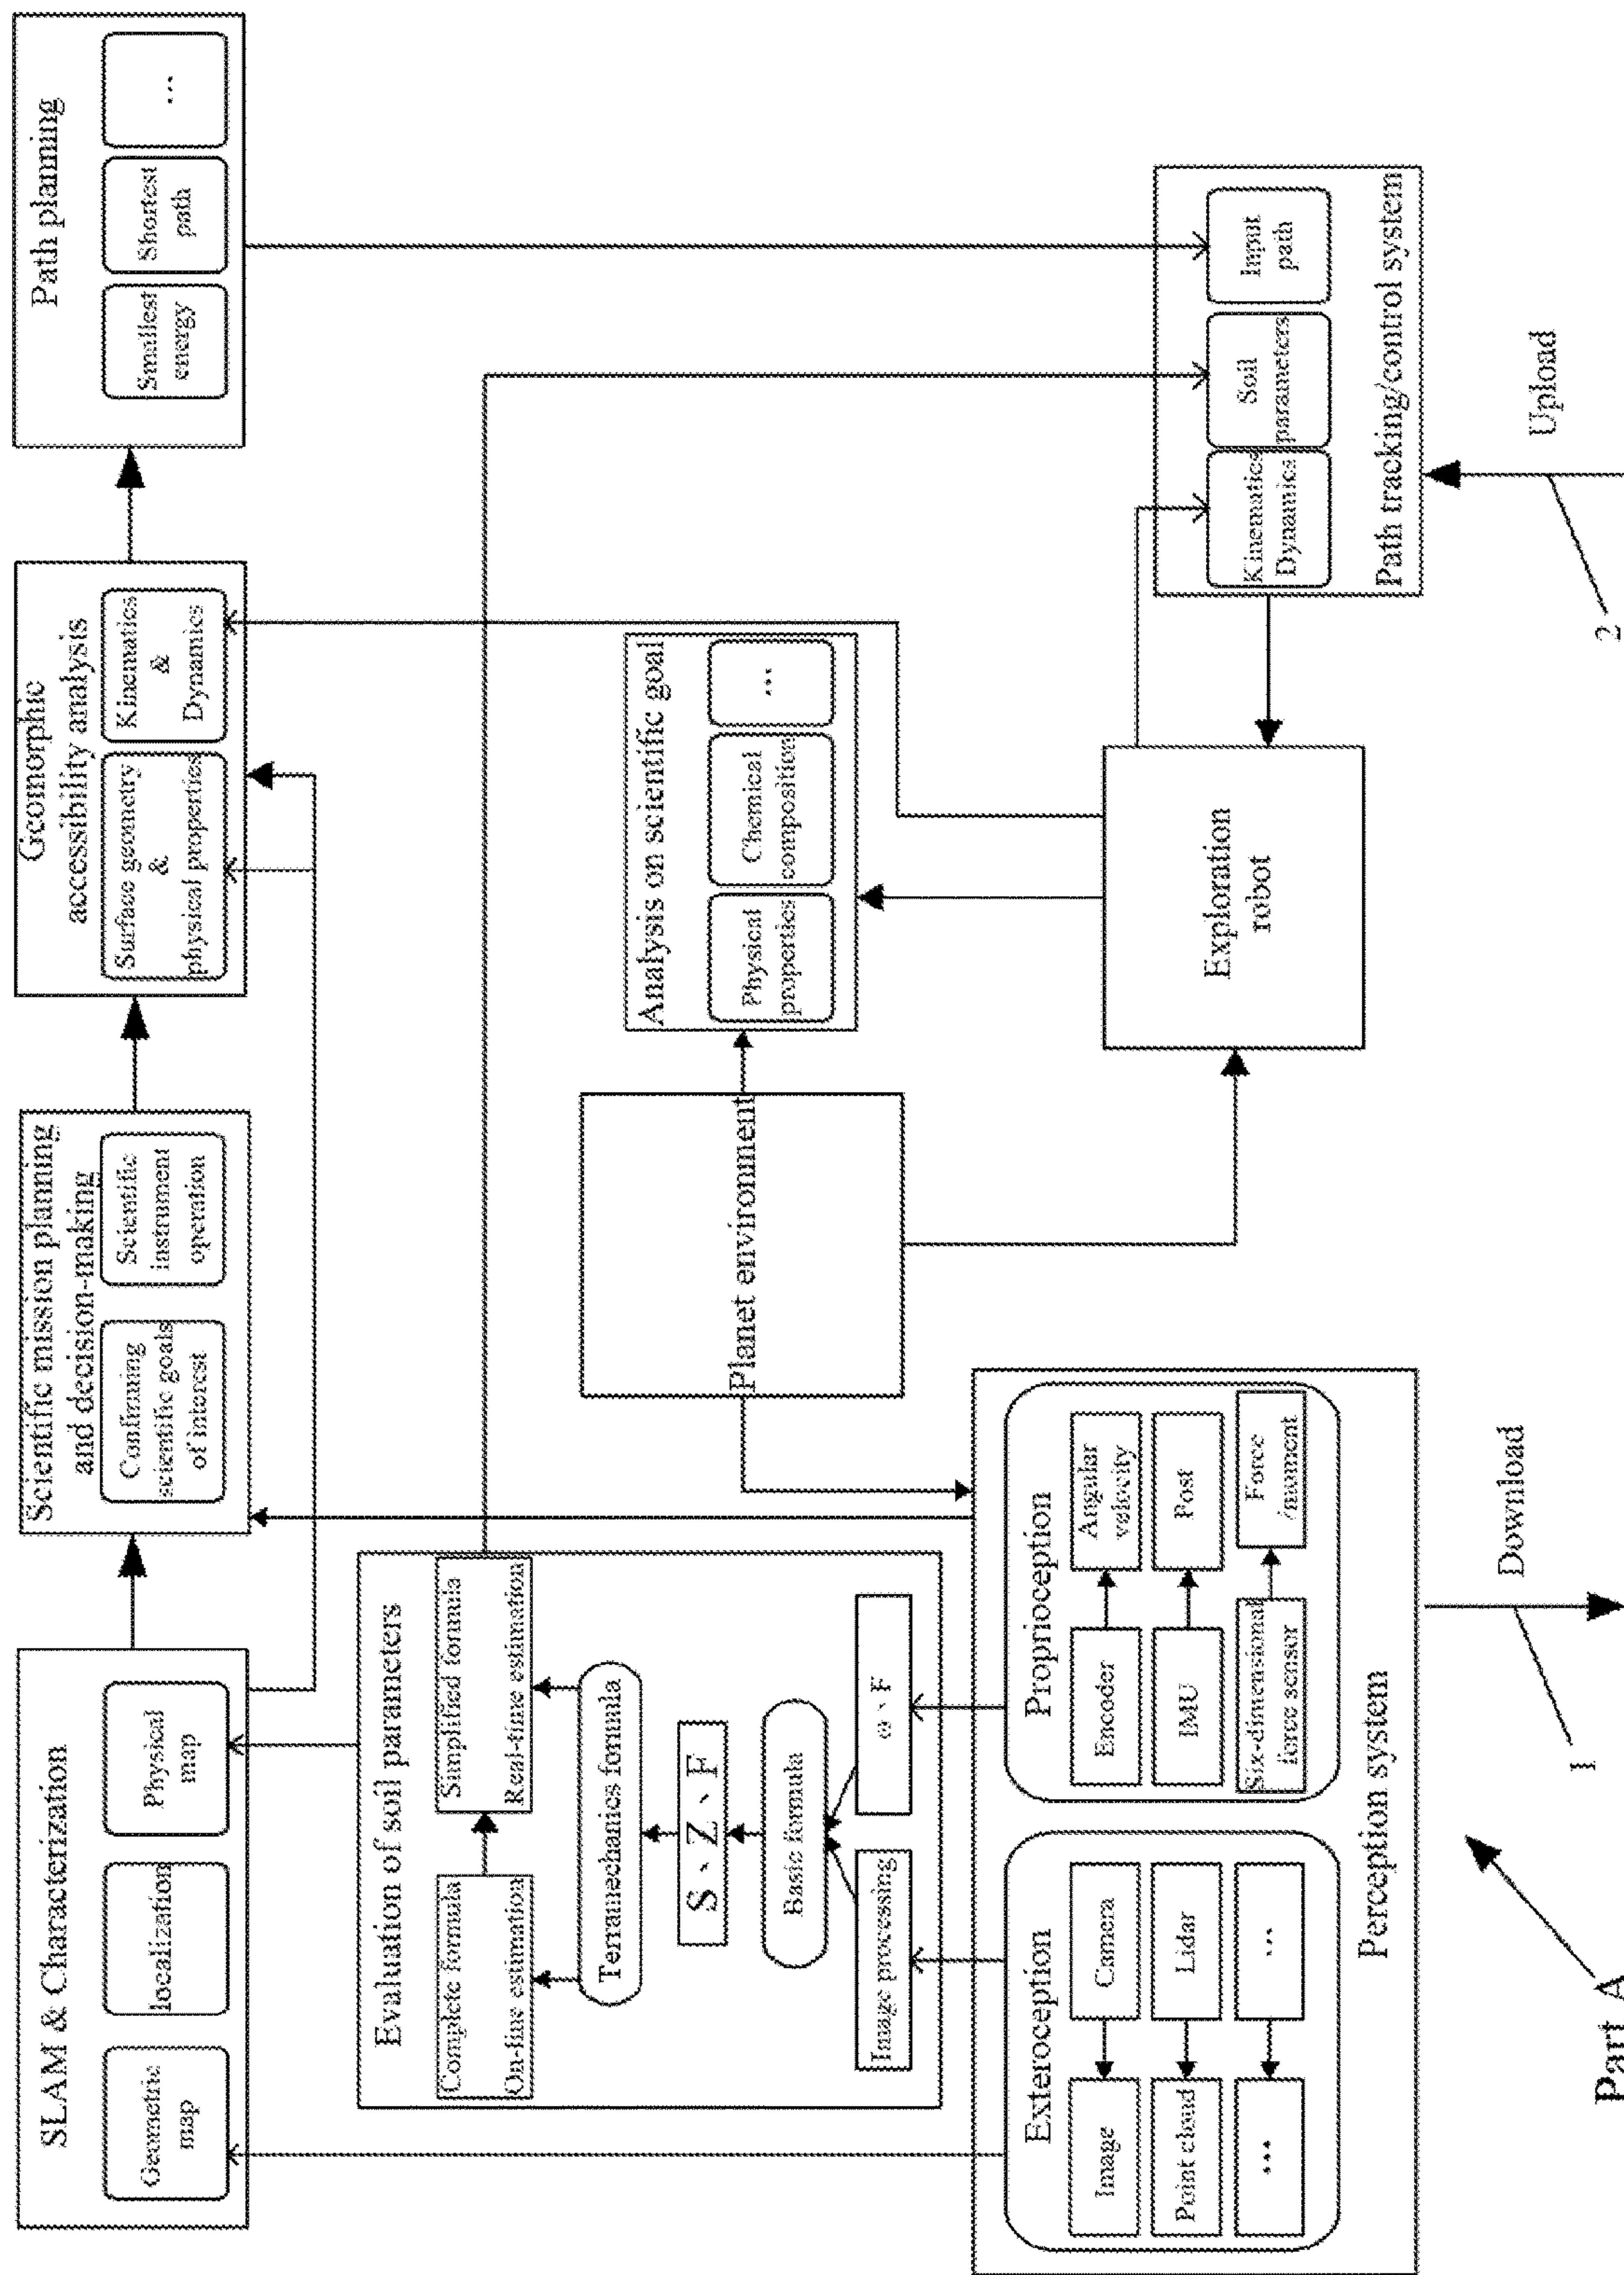 SLAM & Characterization
Geometric
map
localization
Physical
map
Scientific mission planning
and decision-making
Confirming
scientific goals
of interest
Scientific
instrument
operation
Geomorphic
accessibility analysis
Surface geometry
&
physical properties
Kinematics
&
Dynamics
Path planning
Smallest
energy
Shortest
path
...
Evaluation of soil parameters
Complete formula
On-line estimation
Simplified formula
Real-time estimation
Terramechanics formula
S、Z、F
Basic formula
Image processing
、F
Planet environment
Analysis on scientific goal
Physical
properties
Chemical
composition
...
Exteroception
Image
Camera
Point cloud
Lidar
...
...
Proprioception
Encoder
Angular
velocity
IMU
Post
Six-dimensional
force sensor
Force
/mument
Perception system
Exploration
robot
Kinematics
Dynamics
Soil
parameters
Input
path
Path tracking/control system
Download
1
Upload
2
Part A